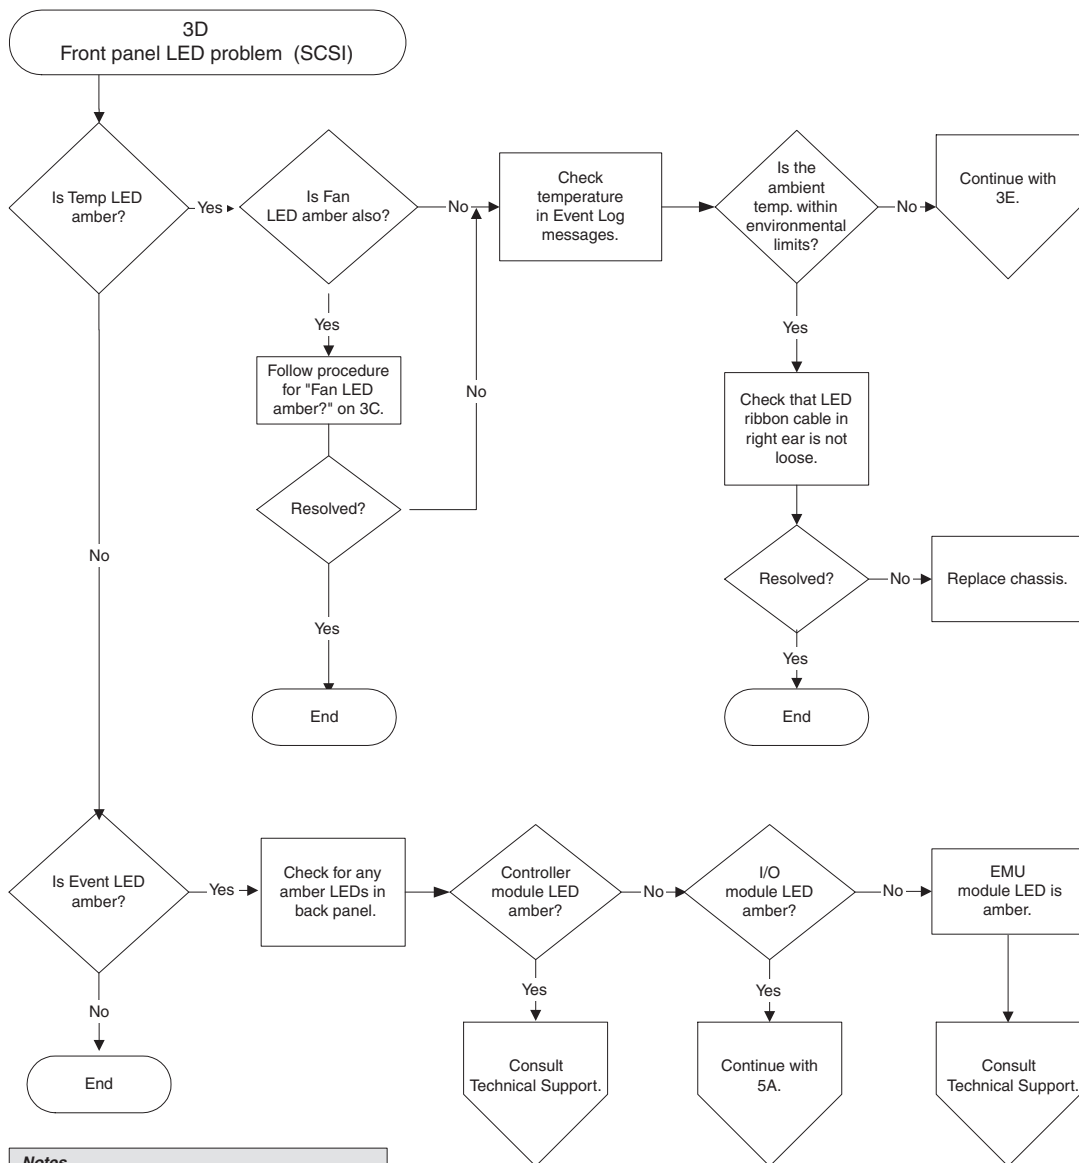 3D
Front panel LED problem (SCSI)
Is Temp LED
amber?
Yes
Is Fan
LED amber also?
No
Check
temperature
in Event Log
messages.
Is the
ambient
temp. within
environmental
limits?
No
Continue with
3E.
Yes
Follow procedure
for "Fan LED
amber?" on 3C.
No
Yes
Check that LED
ribbon cable in
right ear is not
loose.
Resolved?
No
Resolved?
No
Replace chassis.
Yes
Yes
End
End
Is Event LED
amber?
Yes
Check for any
amber LEDs in
back panel.
Controller
module LED
amber?
No
I/O
module LED
amber?
No
EMU
module LED is
amber.
No
Yes
Yes
End
Consult
Technical Support.
Continue with
5A.
Consult
Technical Support.
Notes